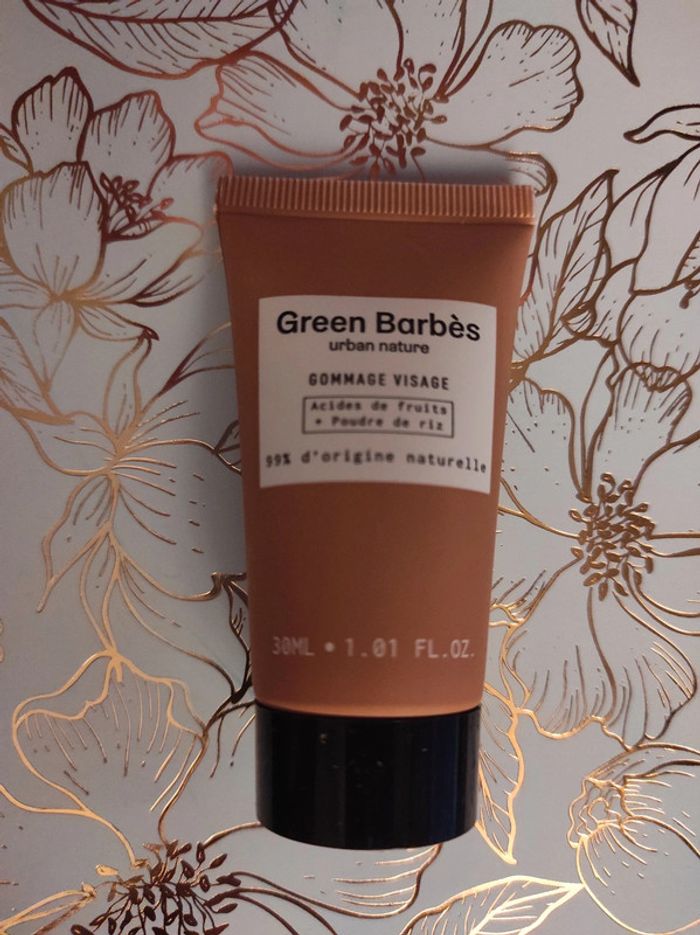 Green Barbès
urban nature
GOMMAGE VISAGE
Acides de fruits
+ Poudre de riz
99% d'origine naturelle
30ML • 1.01 FL.OZ.